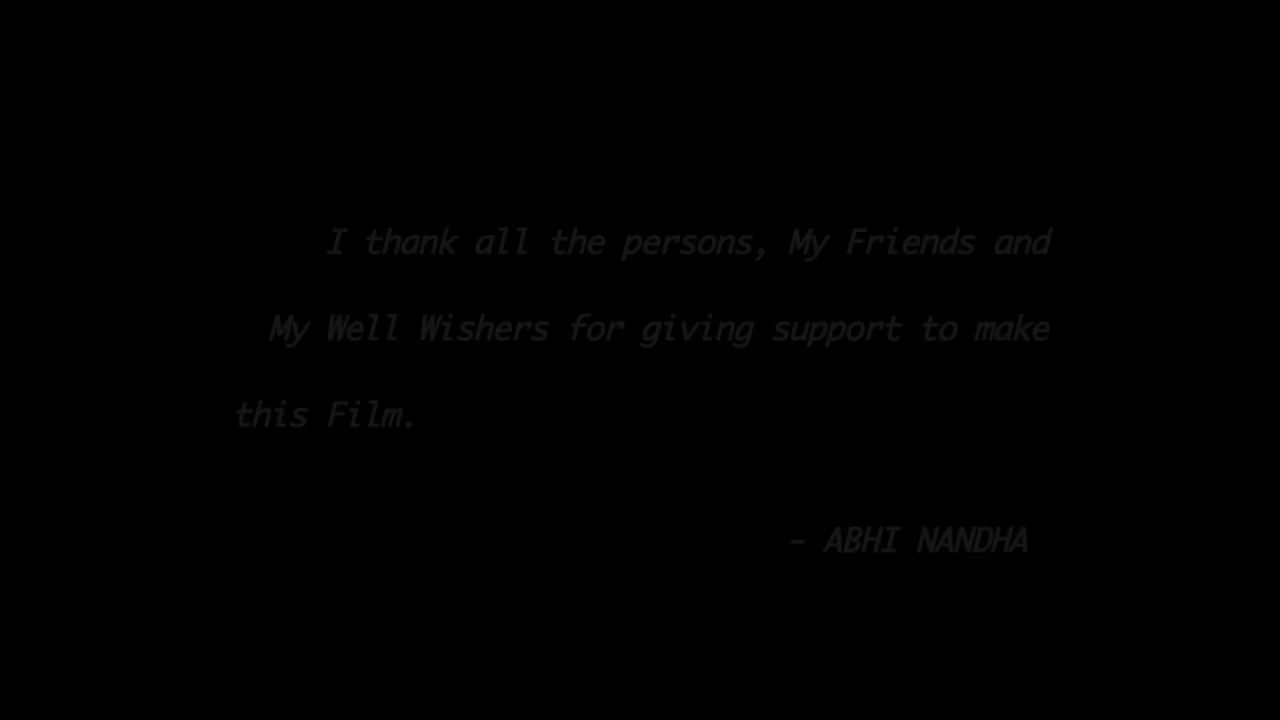 I thank all the persons, My Friends and
My Well Wishers for giving support to make
this Film.
- ABHI NANDHA